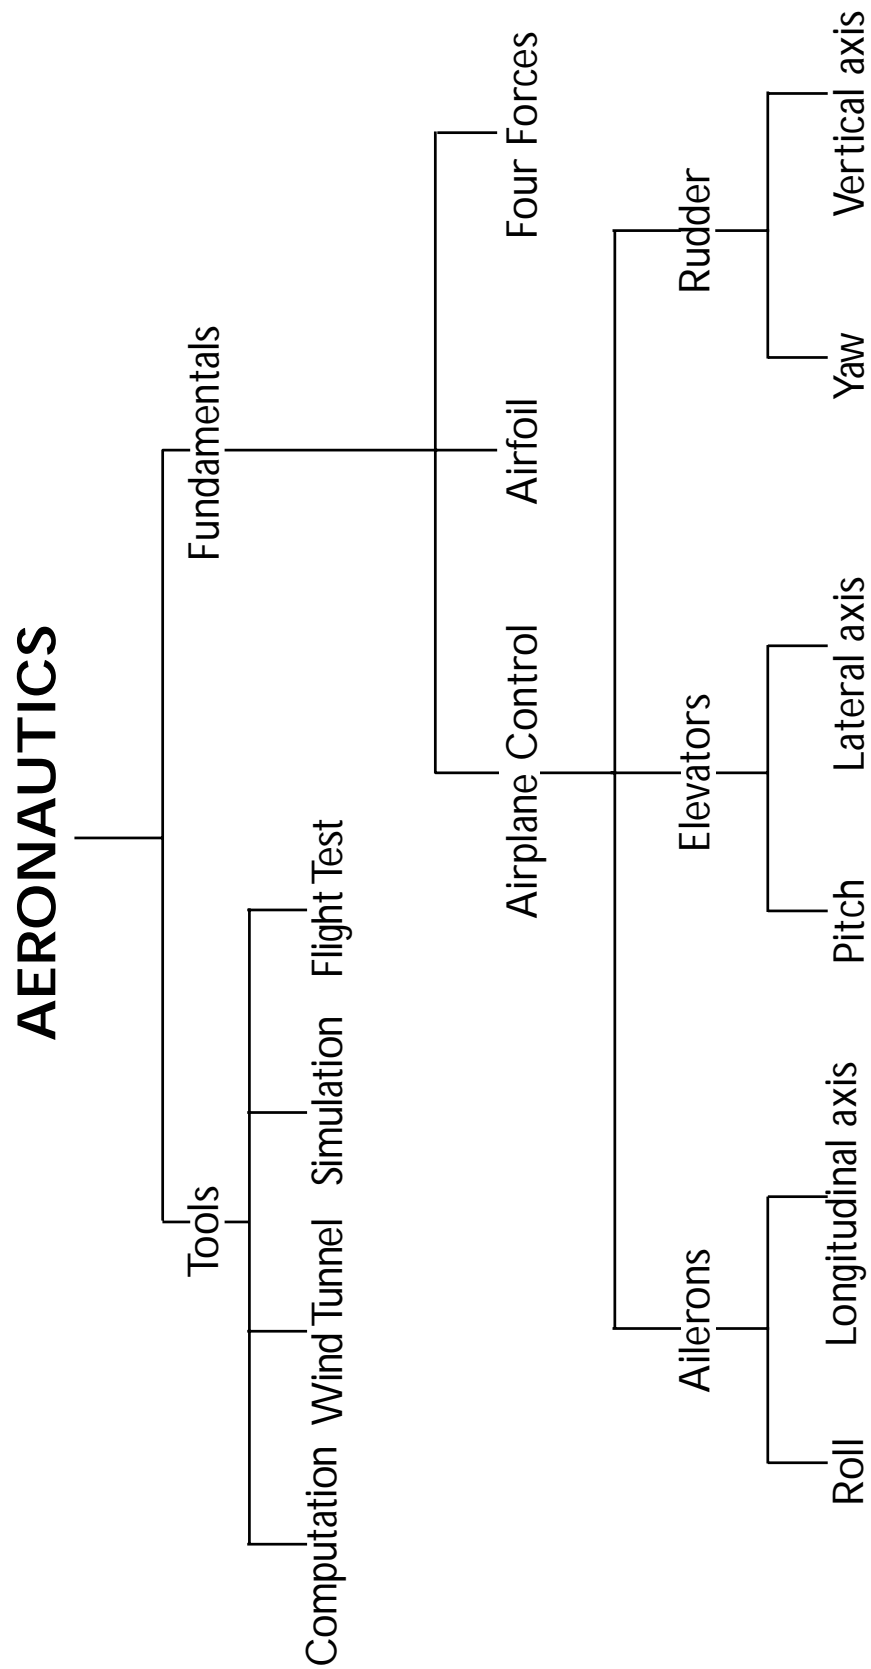 AERONAUTICS
Tools
Fundamentals
Computation
Wind Tunnel
Simulation
Flight Test
Airplane Control
Airfoil
Four Forces
Ailerons
Elevators
Rudder
Roll
Longitudinal axis
Pitch
Lateral axis
Yaw
Vertical axis